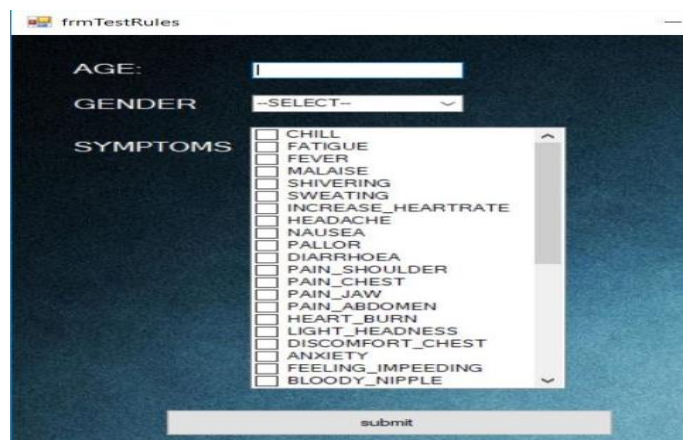 frmTestRules
AGE:
GENDER --SELECT--
SYMPTOMS
CHILL
FATIGUE
FEVER
MALAISE
SHIVERING
SWEATING
INCREASE_HEARTRATE
HEADACHE
NAUSEA
PALLOR
DIARRHOEA
PAIN_SHOULDER
PAIN_CHEST
PAIN_JAW
PAIN_ABDOMEN
HEART_BURN
LIGHT_HEADNESS
DISCOMFORT_CHEST
ANXIETY
FEELING_IMPEEDING
BLOODY_NIPPLE
submit